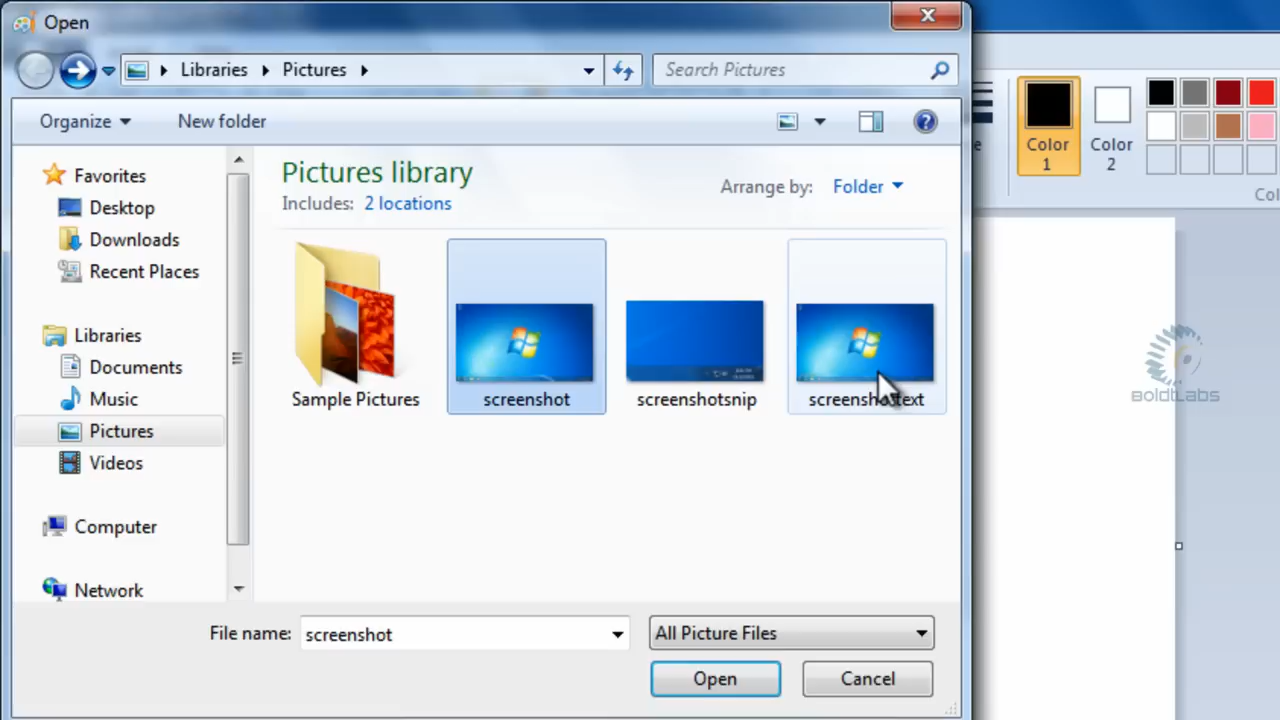 Open
Libraries
Pictures
Search Pictures
Organize
New folder
Color 1
Color 2
Favorites
Desktop
Downloads
Recent Places
Libraries
Documents
Music
Pictures
Videos
Computer
Network
Pictures library
Includes: 2 locations
Arrange by: Folder
Sample Pictures
screenshot
screenshotsnip
BOLDTLABS
File name: screenshot
All Picture Files
Open
Cancel